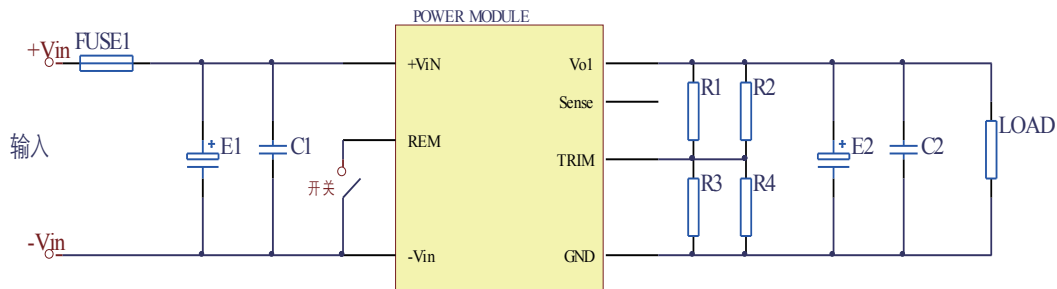 POWER MODULE
+Vin FUSE1
+ViN Vo1
R1 R2
Sense
输入 + E1 C1 REM + E2 C2 LOAD
TRIM
开关 R3 R4
-Vin -Vin GND